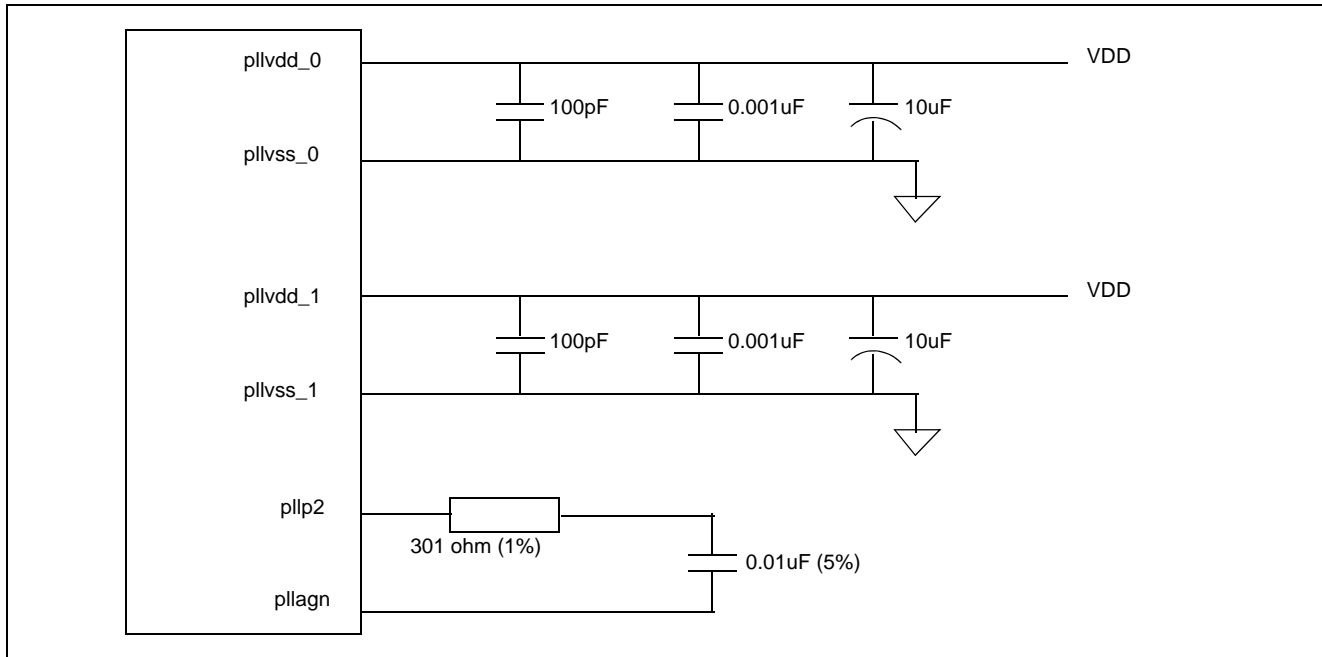 pllvdd_0
VDD
100pF
0.001uF
10uF
pllvss_0
pllvdd_1
VDD
100pF
0.001uF
10uF
pllvss_1
pllp2
301 ohm (1%)
0.01uF (5%)
pllagn